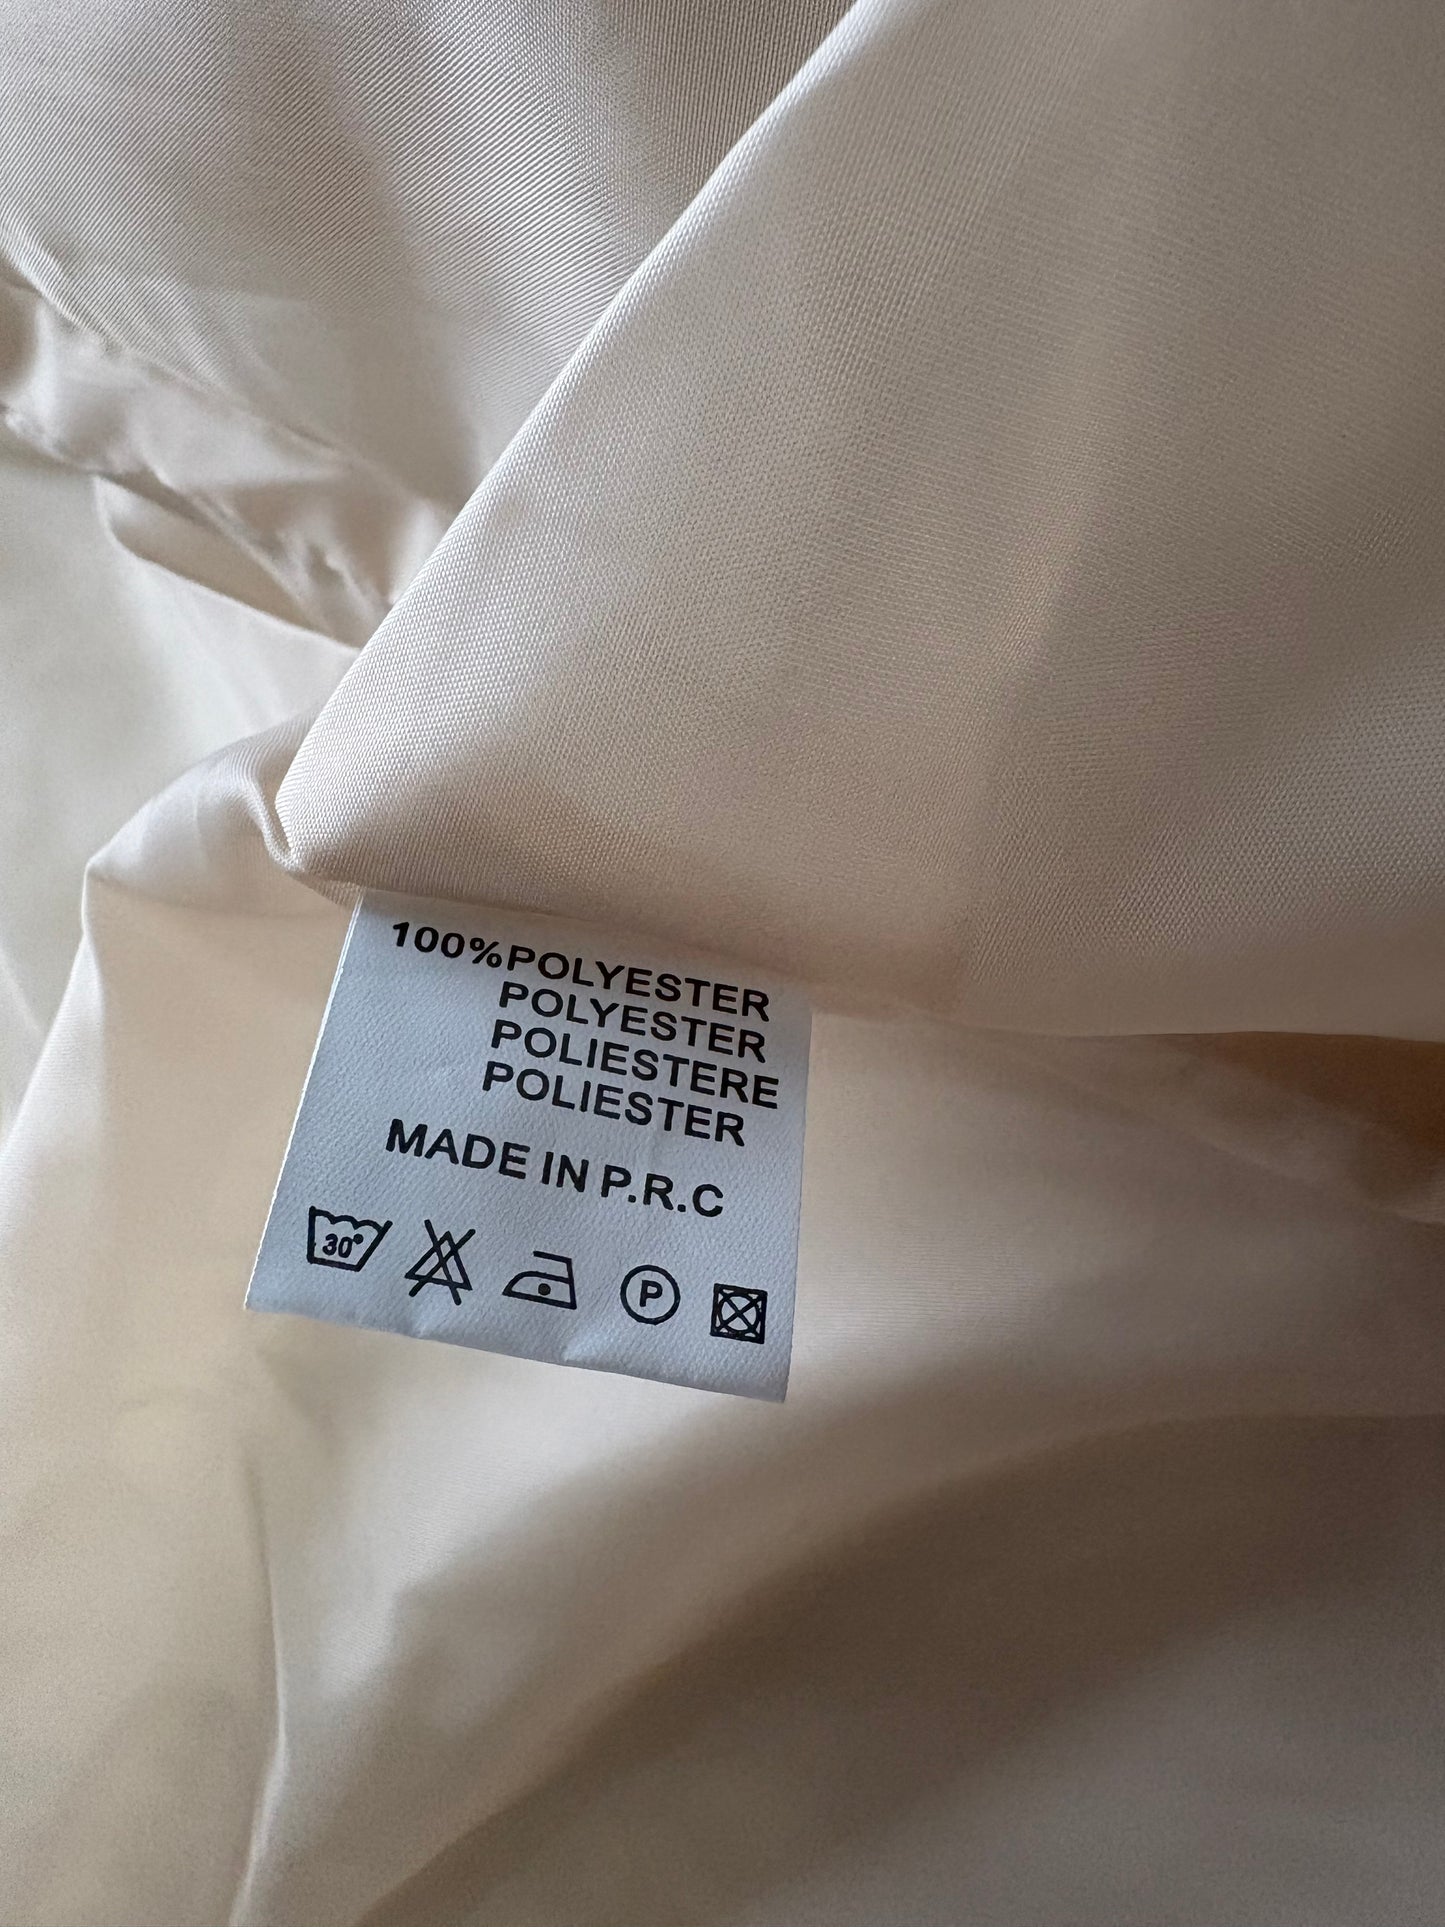 100%POLYESTER
POLYESTER
POLIESTERE
POLIESTER
MADE IN P.R.C
30°
P